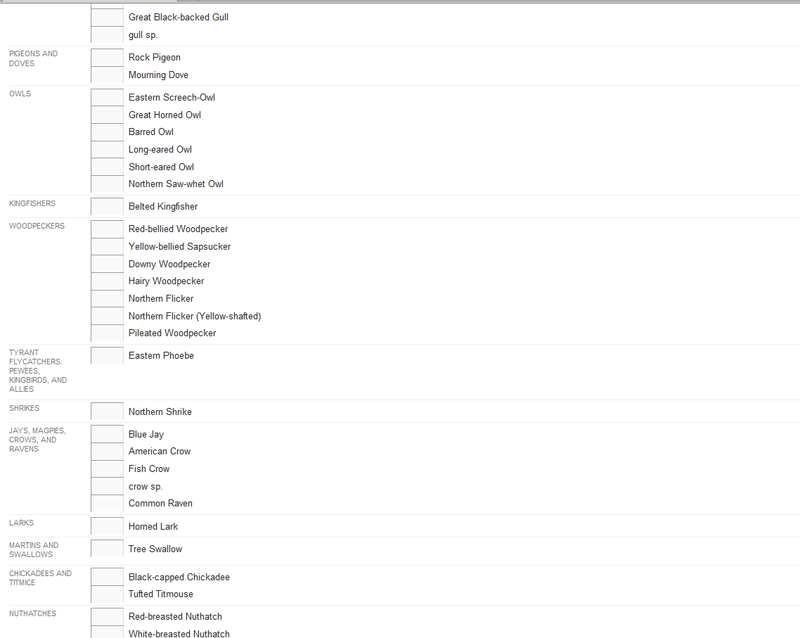 Great Black-backed Gull
gull sp.
PIGEONS AND
DOVES
Rock Pigeon
Mourning Dove
OWLS
Eastern Screech-Owl
Great Horned Owl
Barred Owl
Long-eared Owl
Short-eared Owl
Northern Saw-whet Owl
KINGFISHERS
Belted Kingfisher
WOODPECKERS
Red-bellied Woodpecker
Yellow-bellied Sapsucker
Downy Woodpecker
Hairy Woodpecker
Northern Flicker
Northern Flicker (Yellow-shafted)
Pileated Woodpecker
TYRANT
FLYCATCHERS:
PEWEES,
KINGBIRDS, AND
ALLIES
Eastern Phoebe
SHRIKES
Northern Shrike
JAYS, MAGPIES,
CROWS, AND
RAVENS
Blue Jay
American Crow
Fish Crow
crow sp.
Common Raven
LARKS
Horned Lark
MARTINS AND
SWALLOWS
Tree Swallow
CHICKADEES AND
TITMICE
Black-capped Chickadee
Tufted Titmouse
NUTHATCHES
Red-breasted Nuthatch
White-breasted Nuthatch